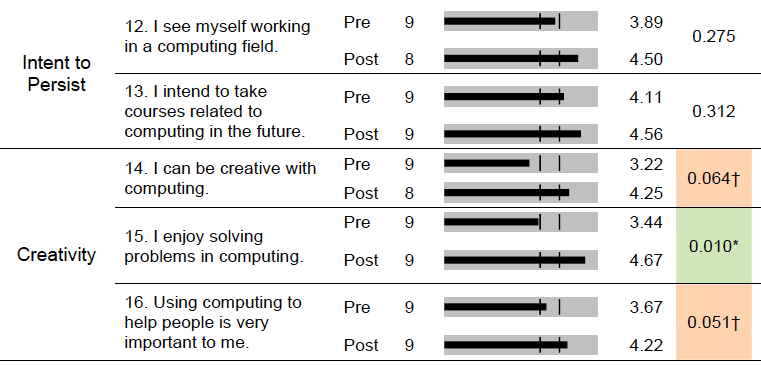 Intent to
Persist
12. I see myself working
in a computing field.
Pre 9 3.89
Post 8 4.50
0.275
13. I intend to take
courses related to
computing in the future.
Pre 9 4.11
Post 9 4.56
0.312
Creativity
14. I can be creative with
computing.
Pre 9 3.22
Post 8 4.25
0.064†
15. I enjoy solving
problems in computing.
Pre 9 3.44
Post 9 4.67
0.010*
16. Using computing to
help people is very
important to me.
Pre 9 3.67
Post 9 4.22
0.051†